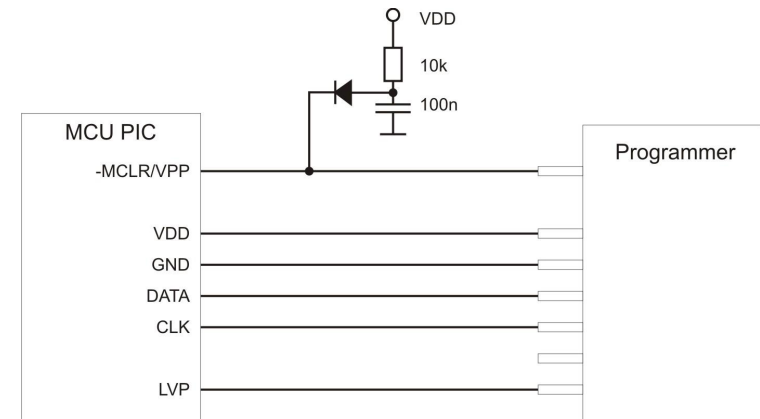 VDD
10k
100n
MCU PIC
-MCLR/VPP
Programmer
VDD
GND
DATA
CLK
LVP